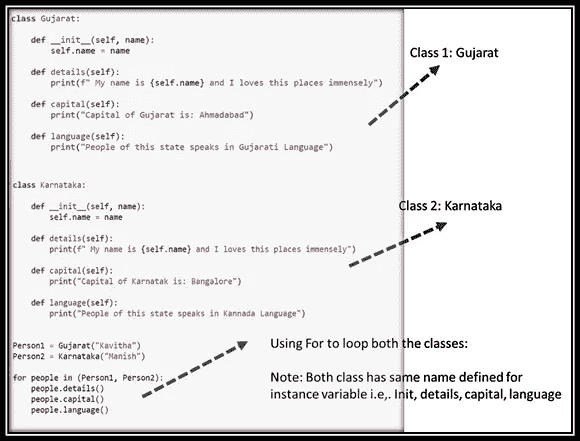 class Gujarat:
def __init__(self, name):
self.name = name
def details(self):
print(f" My name is {self.name} and I loves this places immensely")
def capital(self):
print("Capital of Gujarat is: Ahmadabad")
def language(self):
print("People of this state speaks in Gujarati Language")
class Karnataka:
def __init__(self, name):
self.name = name
def details(self):
print(f" My name is {self.name} and I loves this places immensely")
def capital(self):
print("Capital of Karnatak is: Bangalore")
def language(self):
print("People of this state speaks in Kannada Language")
Person1 = Gujarat("Kavitha")
Person2 = Karnataka("Manish")
for people in (Person1, Person2):
people.details()
people.capital()
people.language()
Class 1: Gujarat
Class 2: Karnataka
Using For to loop both the classes:
Note: Both class has same name defined for
instance variable i.e,. Init, details, capital, language